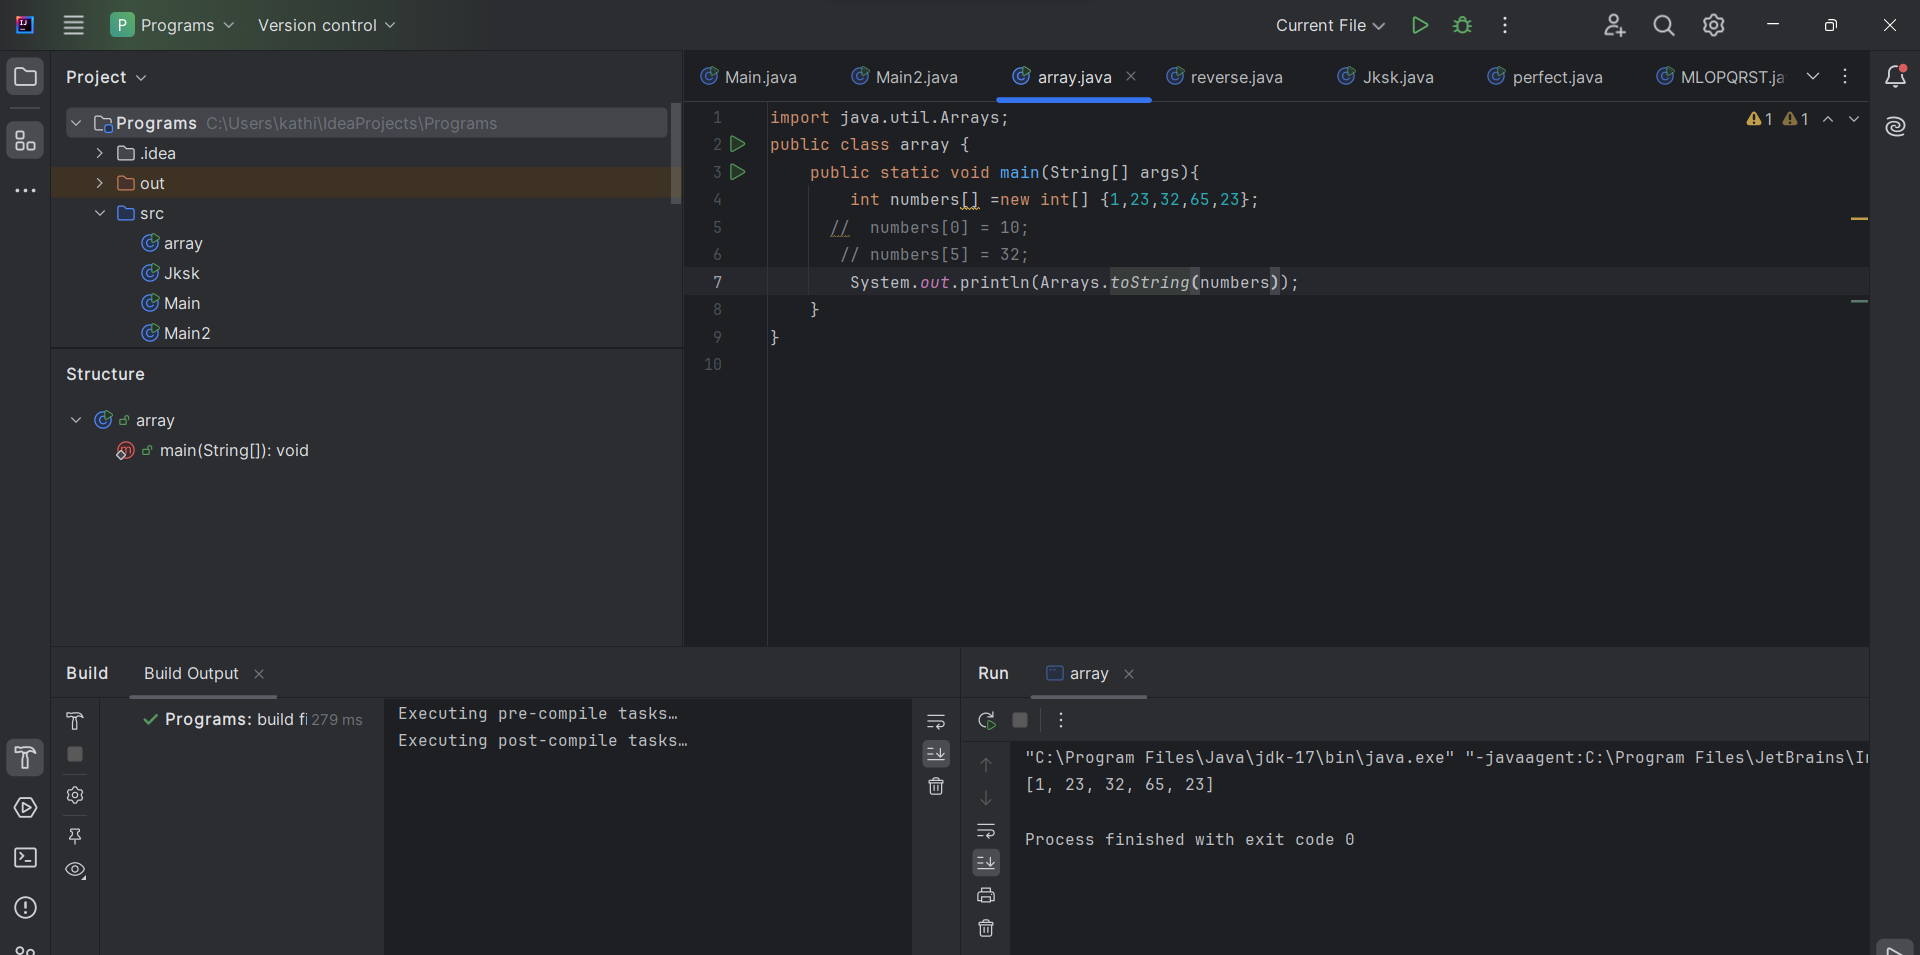 P Programs Version control Current File
Project
Programs C:\Users\kathi\IdeaProjects\Programs
.idea
out
src
array
Jksk
Main
Main2
Structure
array
main(String[]): void
Main.java Main2.java array.java reverse.java Jksk.java perfect.java MLOPQRST.ja
1 1
1 import java.util.Arrays;
2 public class array {
3 public static void main(String[] args){
4 int numbers[] =new int[] {1,23,32,65,23};
5 // numbers[0] = 10;
6 // numbers[5] = 32;
7 System.out.println(Arrays.toString(numbers));
8 }
9 }
10
Build Build Output
Programs: build fi 279 ms
Executing pre-compile tasks…
Executing post-compile tasks…
Run array
"C:\Program Files\Java\jdk-17\bin\java.exe" "-javaagent:C:\Program Files\JetBrains\In
[1, 23, 32, 65, 23]
Process finished with exit code 0